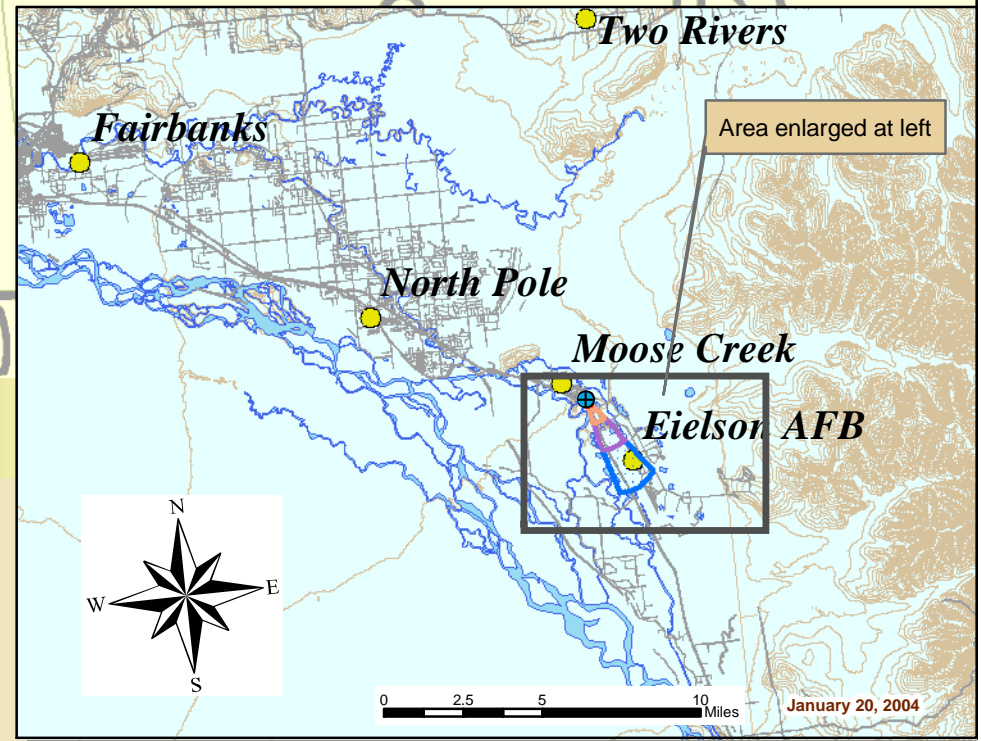 Two Rivers
Area enlarged at left
Fairbanks
North Pole
Moose Creek
Eielson AFB
N
W
E
S
0
2.5
5
10
Miles
January 20, 2004